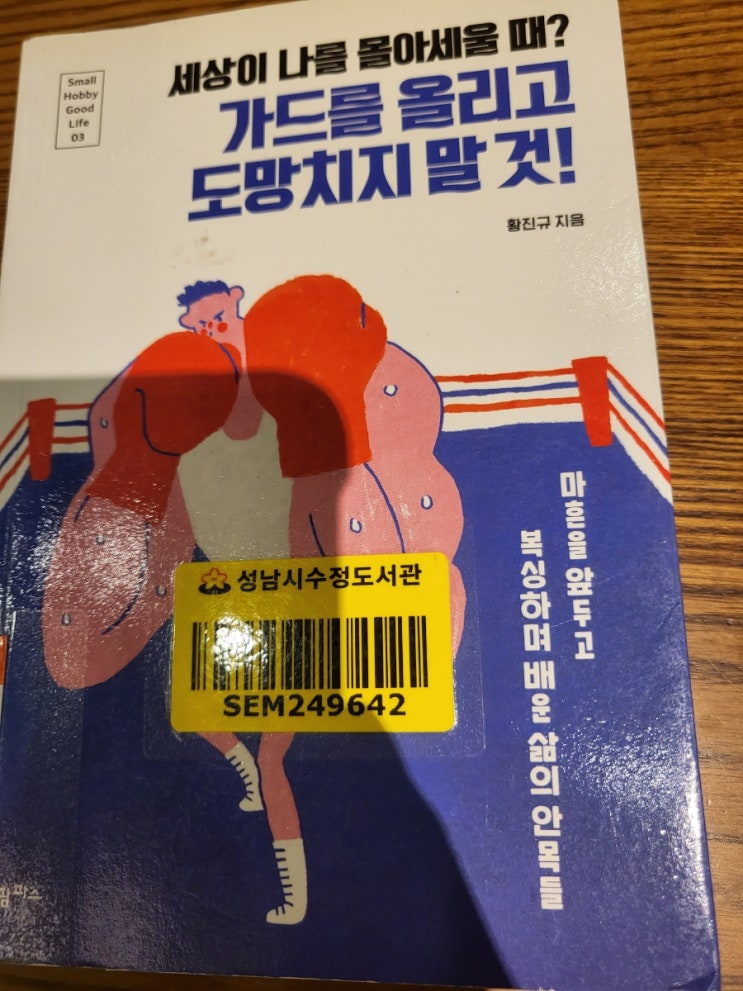 Small
Hobby
Good
Life
03
세상이 나를 몰아세울 때?
가드를 올리고
도망치지 말 것!
황진규 지음
마흔을 앞두고
복싱하며 배운 삶의 안목들
성남시수정도서관
SEM249642
팜파스